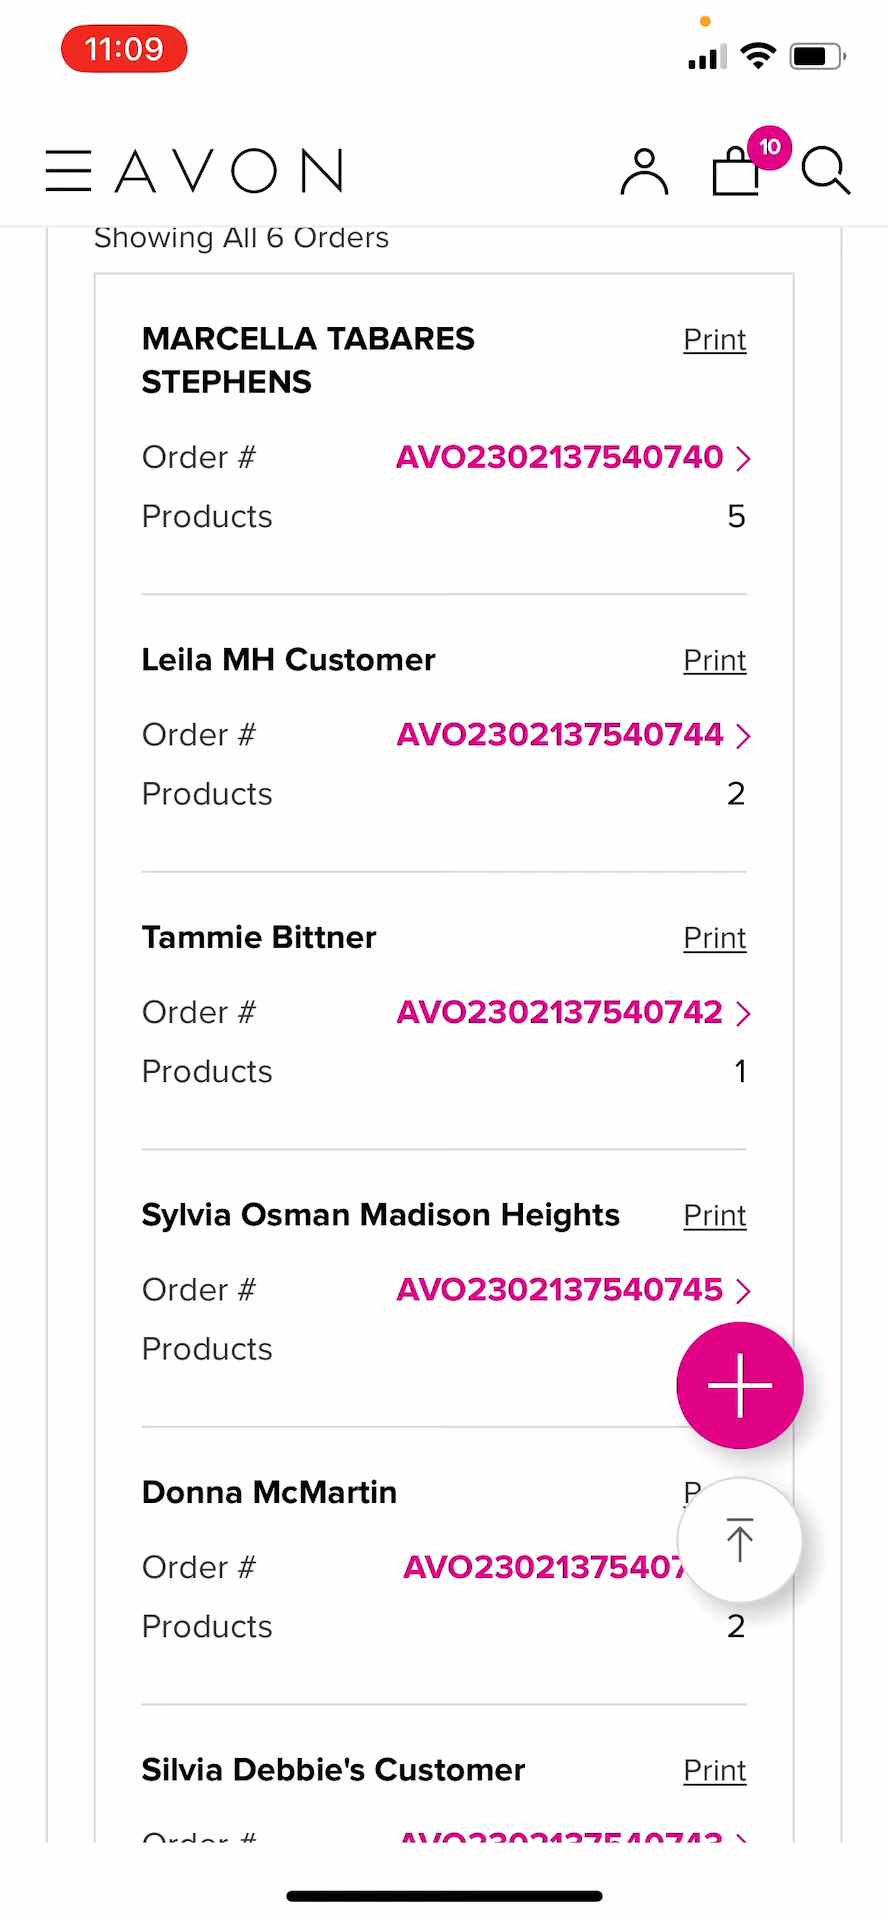 11:09
AVON
10
Showing All 6 Orders
MARCELLA TABARES
STEPHENS
Print
Order # AVO2302137540740
Products 5
Leila MH Customer Print
Order # AVO2302137540744
Products 2
Tammie Bittner Print
Order # AVO2302137540742
Products 1
Sylvia Osman Madison Heights Print
Order # AVO2302137540745
Products
Donna McMartin
Order #
Products 2
Silvia Debbie's Customer Print
Order # AVO2302137540743